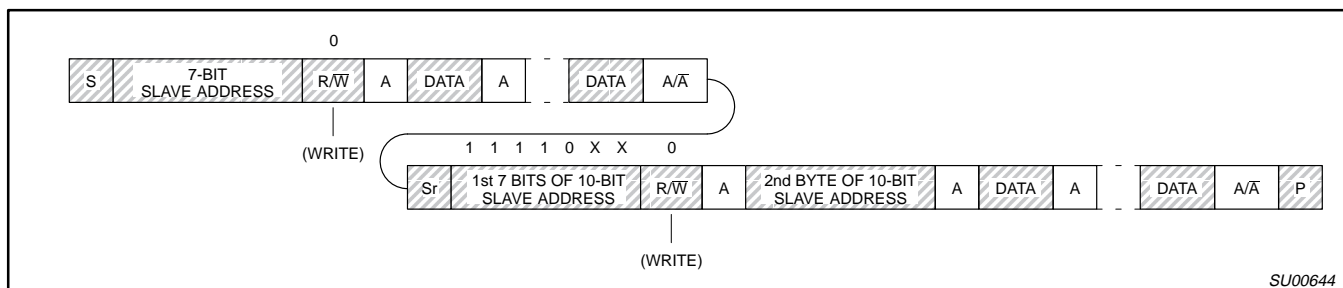 0
S 7-BIT SLAVE ADDRESS R/W̅ A DATA A DATA A/A̅
(WRITE)
1 1 1 1 0 X X 0
Sr 1st 7 BITS OF 10-BIT SLAVE ADDRESS R/W̅ A 2nd BYTE OF 10-BIT SLAVE ADDRESS A DATA A DATA A/A̅ P
(WRITE)
SU00644